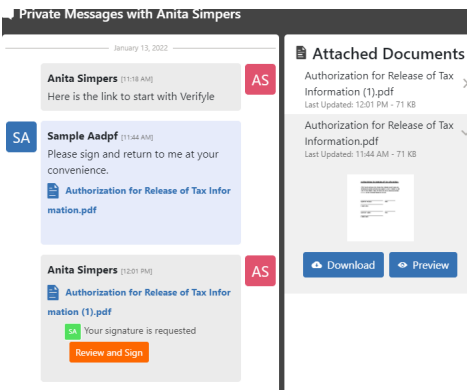 Private Messages with Anita Simpers
January 13, 2022
Anita Simpers [11:18 AM]
AS
Here is the link to start with Verifyle
SA
Sample Aadpf [11:44 AM]
Please sign and return to me at your
convenience.
Authorization for Release of Tax Infor
mation.pdf
Anita Simpers [12:01 PM]
AS
Authorization for Release of Tax Infor
mation (1).pdf
SA Your signature is requested
Review and Sign
Attached Documents
Authorization for Release of Tax
Information (1).pdf
Last Updated: 12:01 PM - 71 KB
Authorization for Release of Tax
Information.pdf
Last Updated: 11:44 AM - 71 KB
Download
Preview